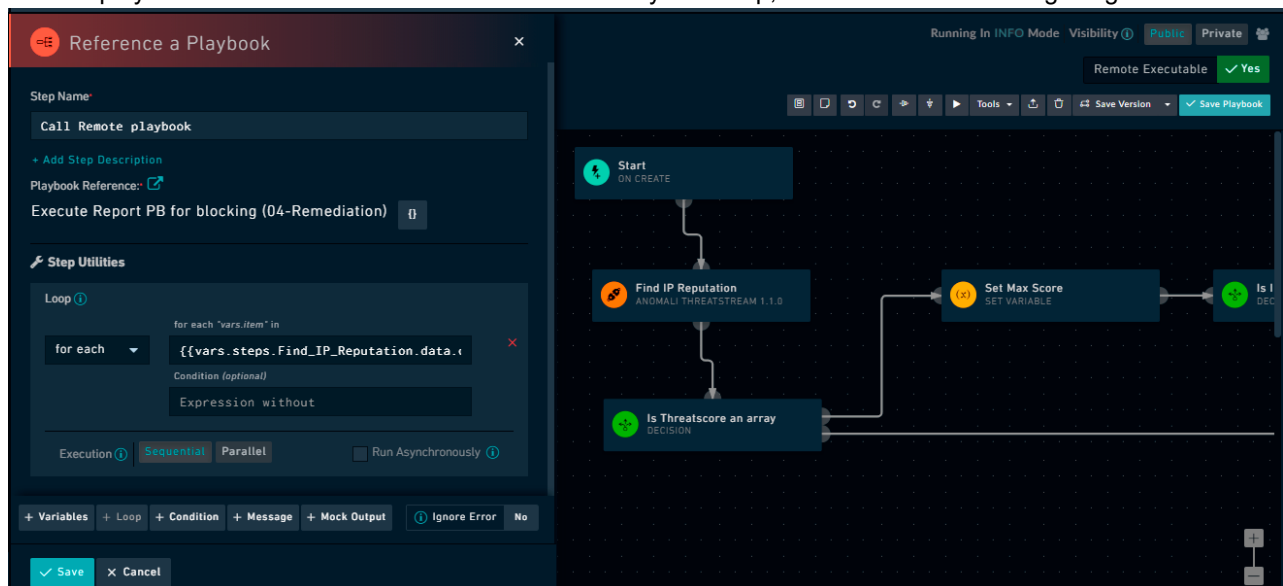 Reference a Playbook ×
Running In INFO Mode Visibility Public Private
Remote Executable Yes
Step Name
Call Remote playbook
Tools Save Version Save Playbook
+ Add Step Description
Playbook Reference:
Execute Report PB for blocking (04-Remediation) {}
Start
ON CREATE
Step Utilities
Loop
for each "vars.item" in
for each {{vars.steps.Find_IP_Reputation.data.
Condition (optional)
Expression without
Execution Sequential Parallel Run Asynchronously
+ Variables + Loop + Condition + Message + Mock Output Ignore Error No
Save × Cancel
Find IP Reputation
ANOMALI THREATSTREAM 1.1.0
Set Max Score
SET VARIABLE
Is Threatscore an array
DECISION